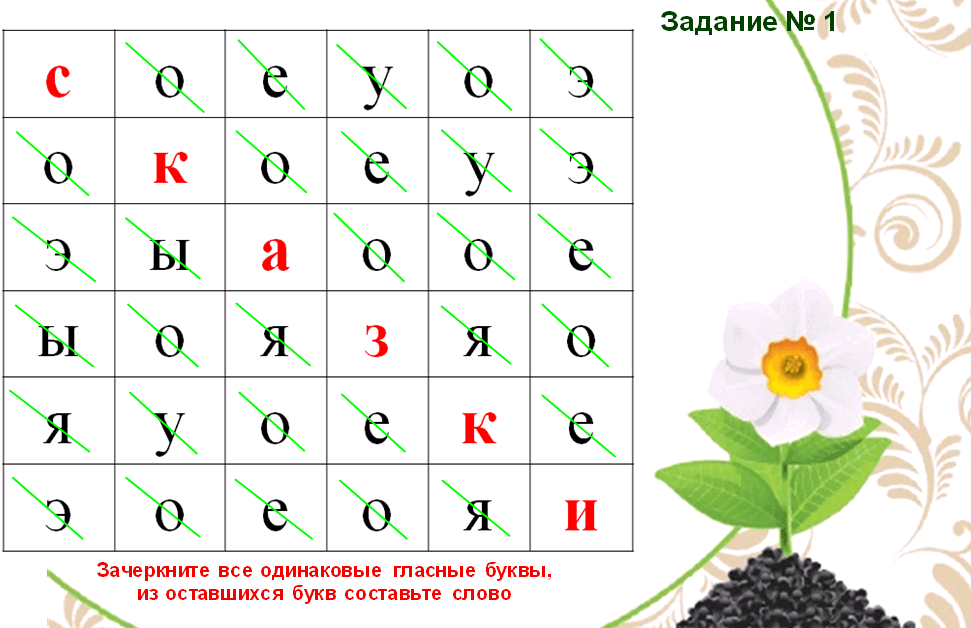 Задание № 1
с о е у о э
о к о е у э
э ы а о о е
ы о я з я о
я у о е к е
э о е о я и
Зачеркните все одинаковые гласные буквы,
из оставшихся букв составьте слово